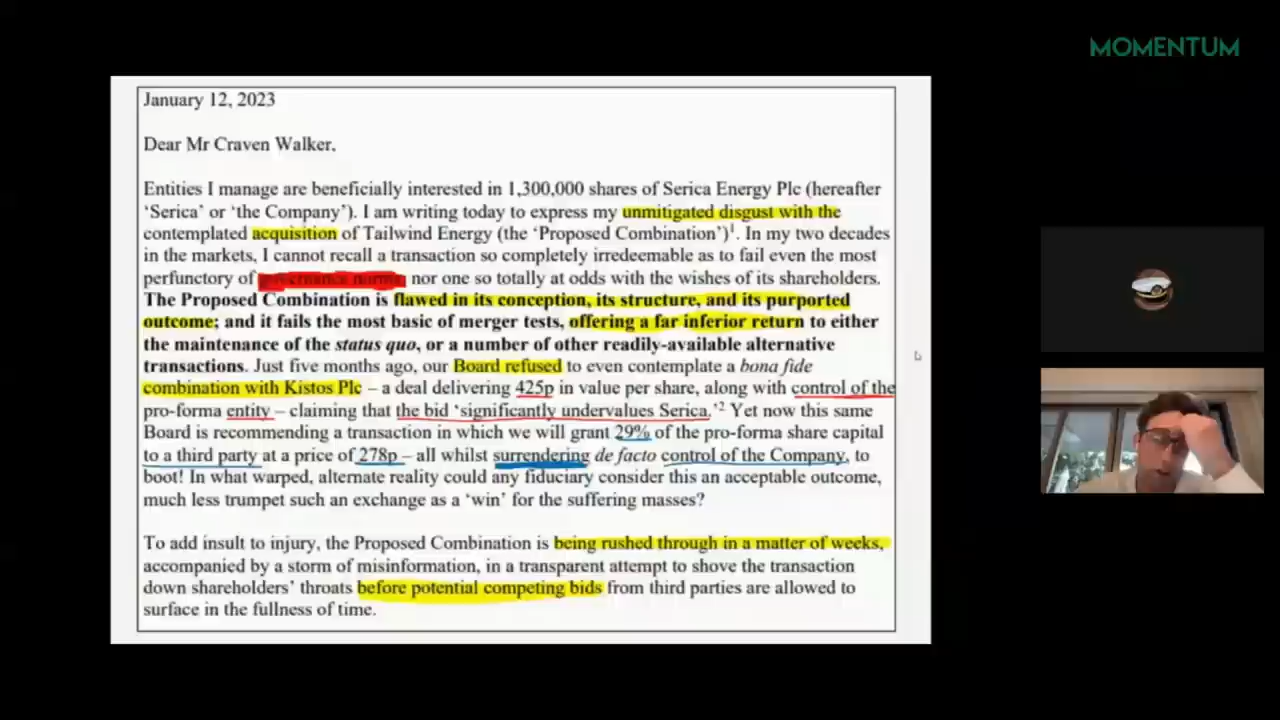 MOMENTUM
January 12, 2023
Dear Mr Craven Walker,
Entities I manage are beneficially interested in 1,300,000 shares of Serica Energy Plc (hereafter
‘Serica’ or ‘the Company’). I am writing today to express my unmitigated disgust with the
contemplated acquisition of Tailwind Energy (the ‘Proposed Combination’)¹. In my two decades
in the markets, I cannot recall a transaction so completely irredeemable as to fail even the most
perfunctory of governance norms, nor one so totally at odds with the wishes of its shareholders.
The Proposed Combination is flawed in its conception, its structure, and its purported
outcome; and it fails the most basic of merger tests, offering a far inferior return to either
the maintenance of the status quo, or a number of other readily-available alternative
transactions. Just five months ago, our Board refused to even contemplate a bona fide
combination with Kistos Plc – a deal delivering 425p in value per share, along with control of the
pro-forma entity – claiming that the bid ‘significantly undervalues Serica.’² Yet now this same
Board is recommending a transaction in which we will grant 29% of the pro-forma share capital
to a third party at a price of 278p – all whilst surrendering de facto control of the Company, to
boot! In what warped, alternate reality could any fiduciary consider this an acceptable outcome,
much less trumpet such an exchange as a ‘win’ for the suffering masses?
To add insult to injury, the Proposed Combination is being rushed through in a matter of weeks,
accompanied by a storm of misinformation, in a transparent attempt to shove the transaction
down shareholders’ throats before potential competing bids from third parties are allowed to
surface in the fullness of time.